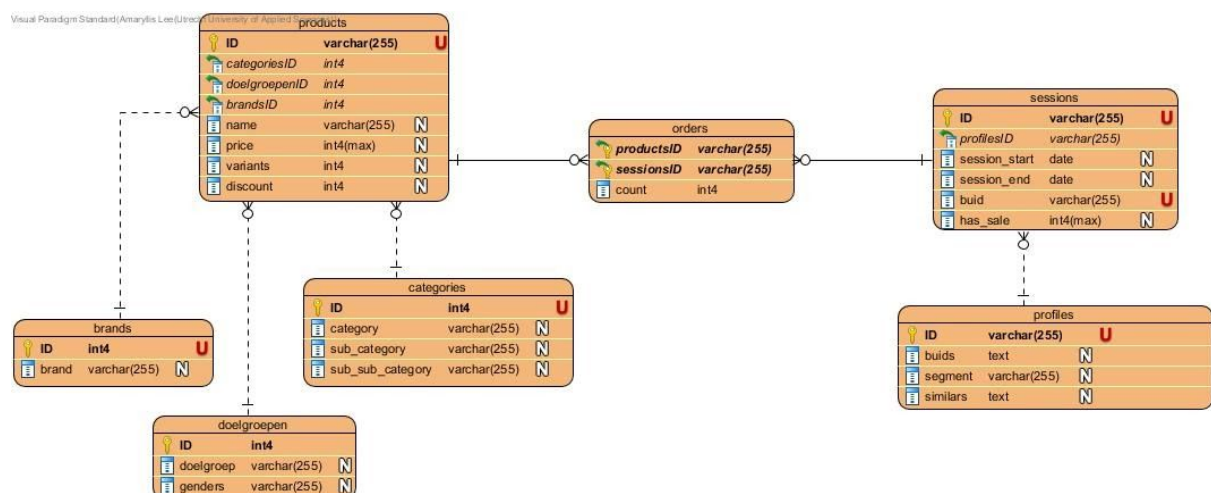 Visual Paradigm Standard(Amaryllis Lee(Utrecht University of Applied
products
ID varchar(255) U
categoriesID int4
doelgroepenID int4
brandsID int4
name varchar(255) N
price int4(max) N
variants int4 N
discount int4 N
orders
productsID varchar(255)
sessionsID varchar(255)
count int4
sessions
ID varchar(255) U
profilesID varchar(255)
session_start date N
session_end date N
buid varchar(255) U
has_sale int4(max) N
categories
ID int4 U
category varchar(255) N
sub_category varchar(255) N
sub_sub_category varchar(255) N
brands
ID int4 U
brand varchar(255) N
profiles
ID varchar(255) U
buids text N
segment varchar(255) N
similars text N
doelgroepen
ID int4
doelgroep varchar(255) N
genders varchar(255) N